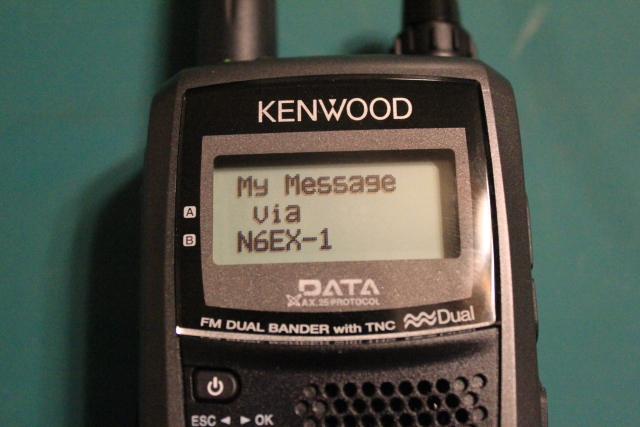 KENWOOD
My Message
A via
B N6EX-1
DATA
AX.25 PROTOCOL
FM DUAL BANDER with TNC Dual
ESC ◄ ► OK